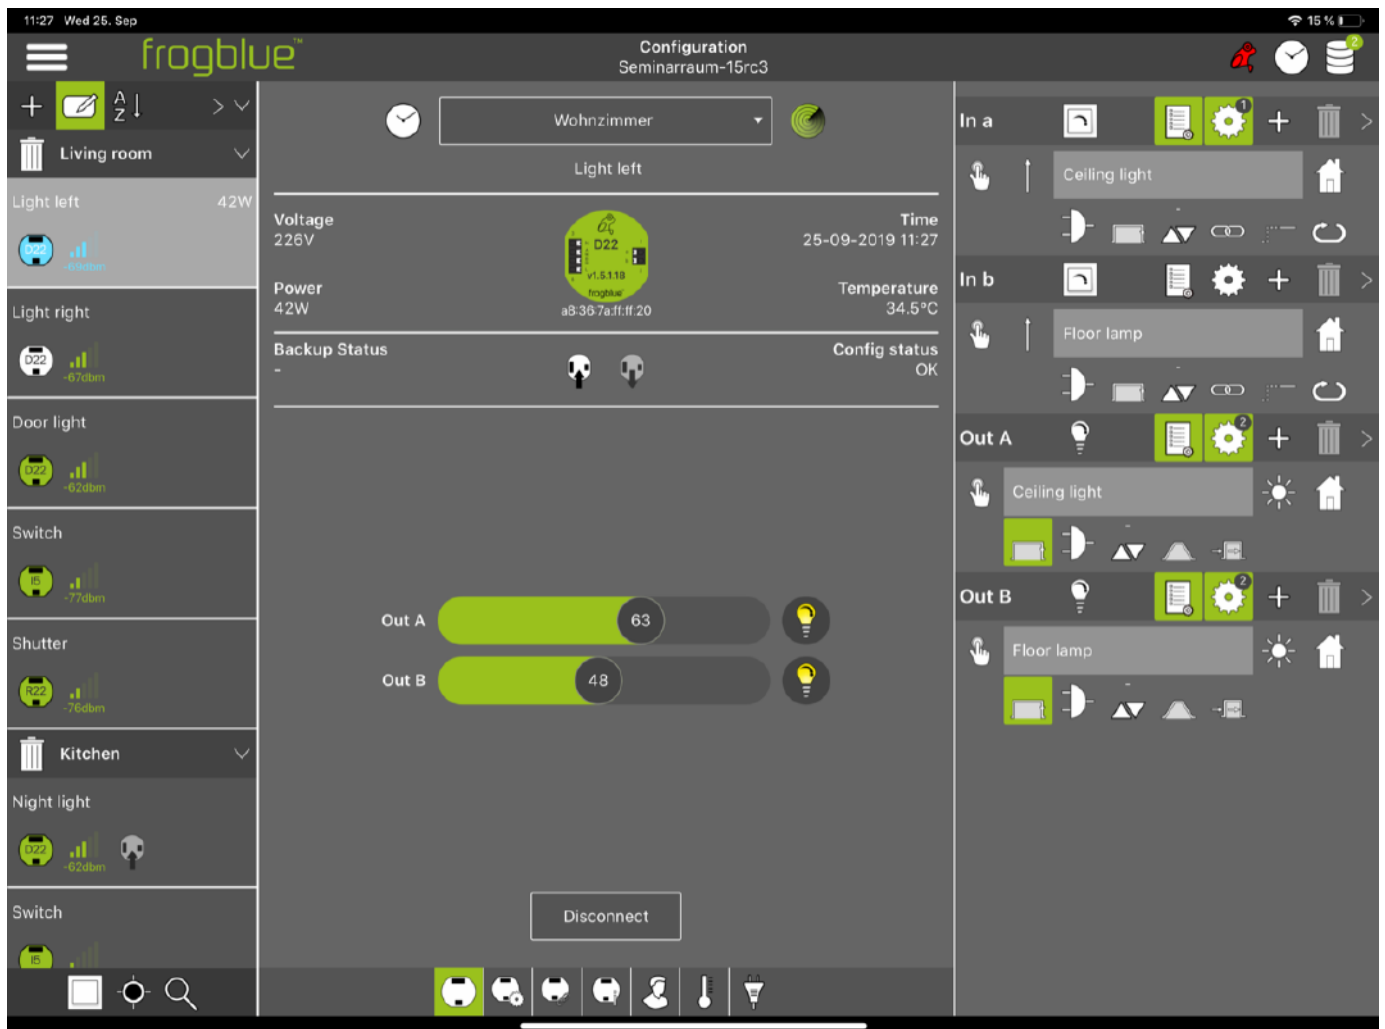 11:27 Wed 25. Sep
15 %
frogblue™
Configuration
Seminarraum-15rc3
2
A
Z
Living room
Light left 42W
D22
-69dbm
Light right
D22
-67dbm
Door light
D22
-62dbm
Switch
I5
-77dbm
Shutter
R22
-76dbm
Kitchen
Night light
D22
-62dbm
Switch
I5
Wohnzimmer
Light left
Voltage
226V
Power
42W
D22
v1.5.1.18
frogblue
a8:36:7a:ff:ff:20
Time
25-09-2019 11:27
Temperature
34.5°C
Backup Status
-
Config status
OK
Out A 63
Out B 48
Disconnect
In a 1
Ceiling light
In b
Floor lamp
Out A 2
Ceiling light
Out B 2
Floor lamp